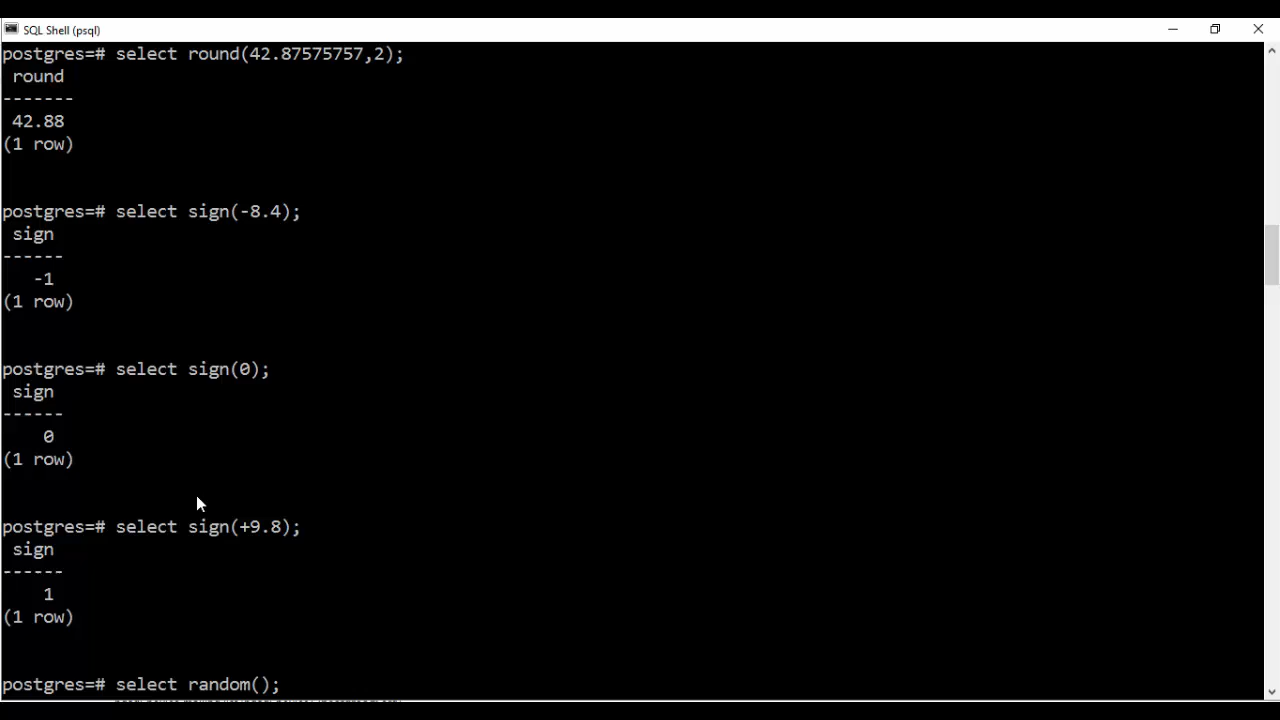 SQL Shell (psql)
postgres=# select round(42.87575757,2);
round
-------
42.88
(1 row)
postgres=# select sign(-8.4);
sign
------
-1
(1 row)
postgres=# select sign(0);
sign
------
0
(1 row)
postgres=# select sign(+9.8);
sign
------
1
(1 row)
postgres=# select random();